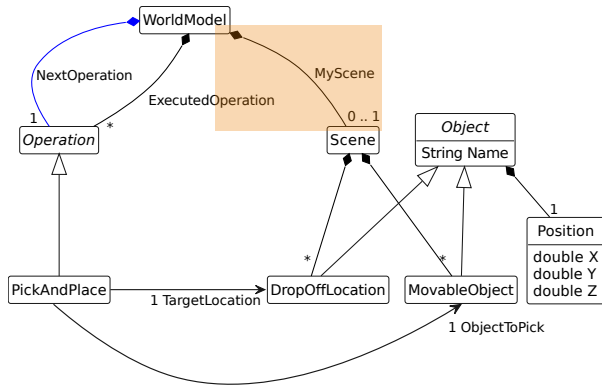 WorldModel
NextOperation
MyScene
ExecutedOperation
1
*
0 .. 1
Operation
Scene
Object
String Name
1
Position
double X
double Y
double Z
*
*
PickAndPlace
DropOffLocation
MovableObject
1 TargetLocation
1 ObjectToPick